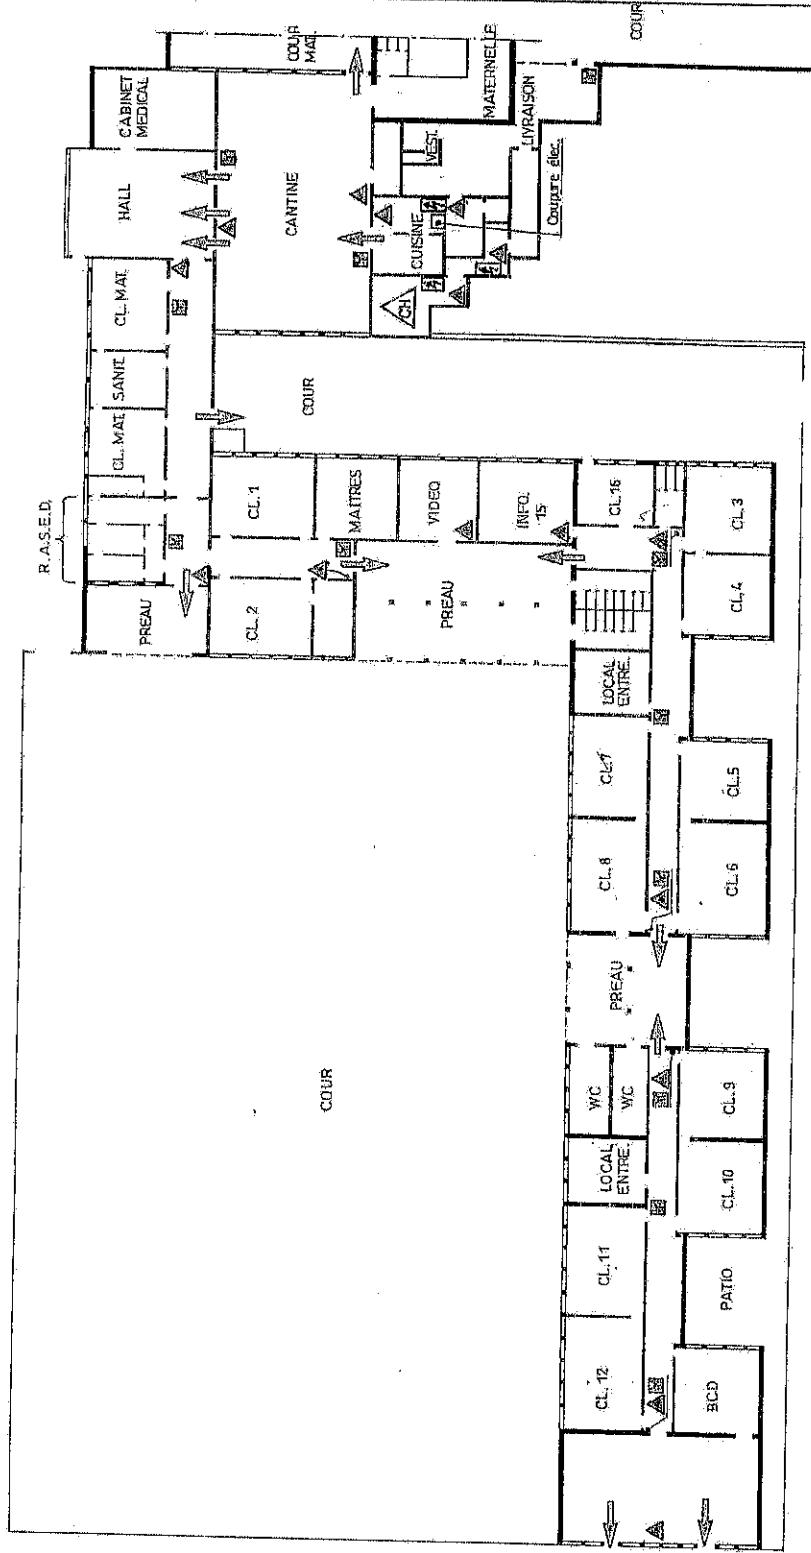 COUR
COUR
MAT.
MATERNELLE
LIVRAISON
CABINET
MEDICAL
HALL
CANTINE
VEST.
CUISINE
Coupure élec.
CH
CL. MAT.
SANIT.
CL. MAT.
R.A.S.E.D.
PREAU
COUR
CL. 1
CL. 2
MAITRES
VIDEO
INFO.
15
CL. 16
PREAU
CL. 3
CL. 4
LOCAL
ENTRE.
CL. 7
CL. 8
CL. 5
CL. 6
PREAU
COUR
WC
WC
LOCAL
ENTRE.
CL. 9
CL. 10
CL. 11
CL. 12
PATIO
BCD